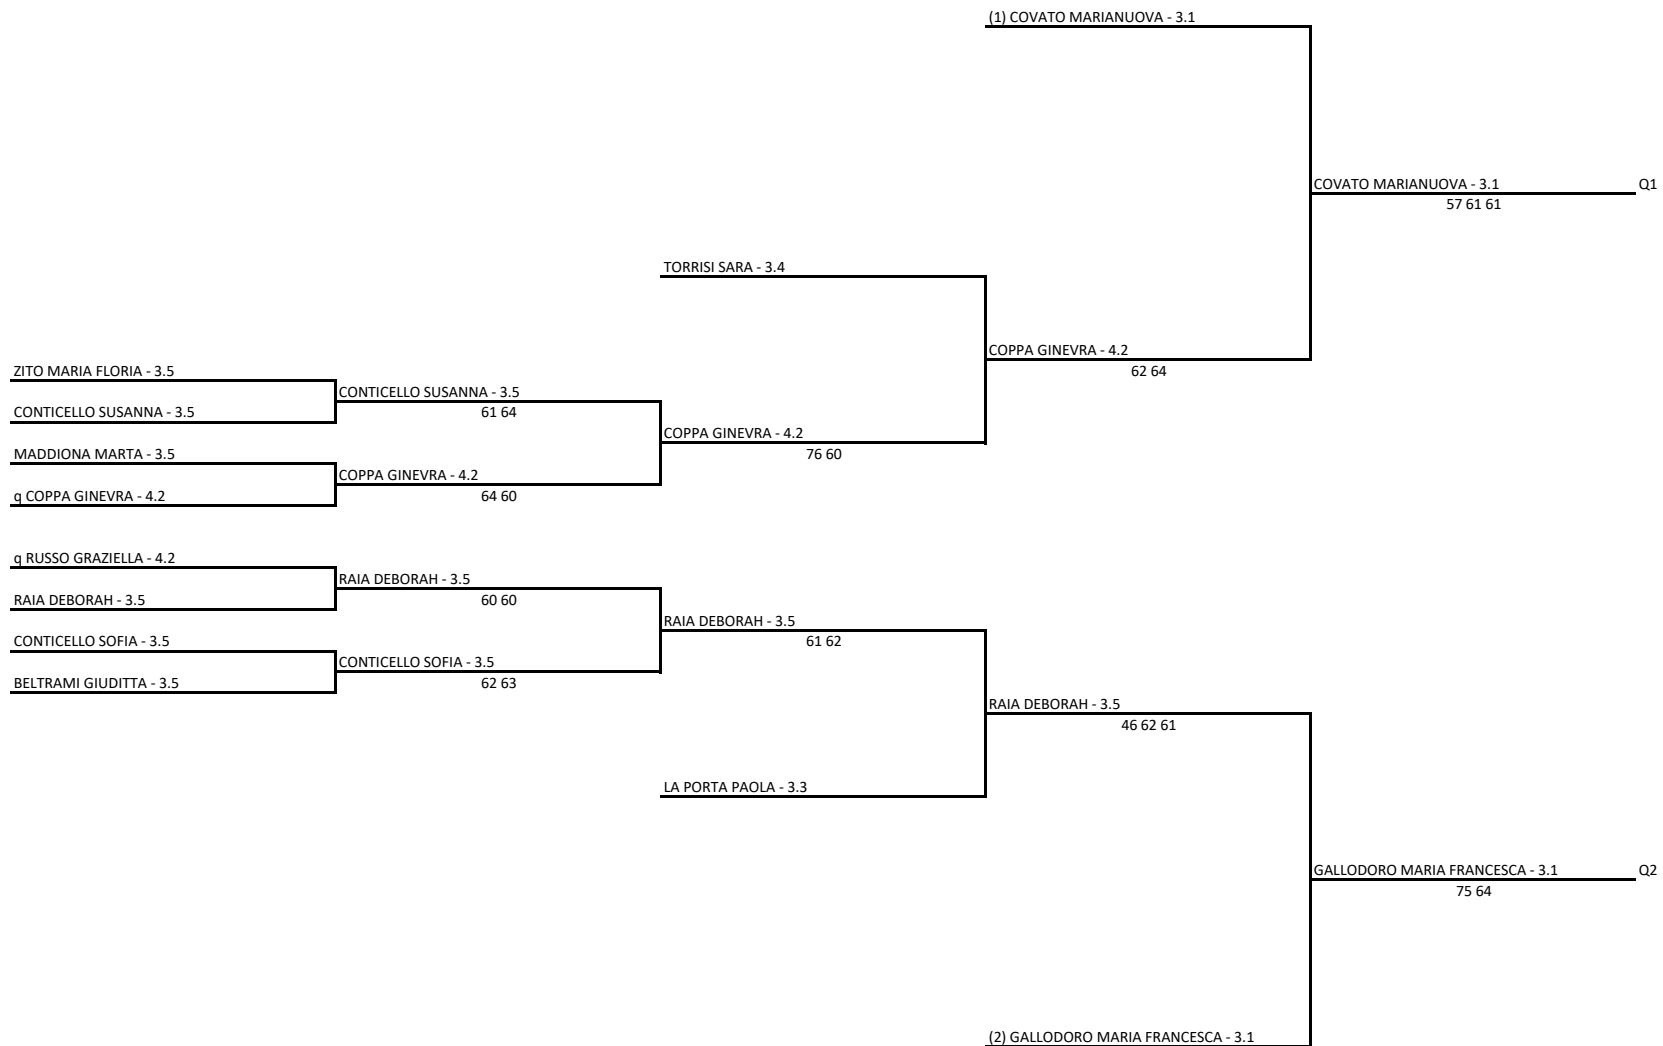 (1) COVATO MARIANUOVA - 3.1
COVATO MARIANUOVA - 3.1
Q1
57 61 61
TORRISI SARA - 3.4
COPPA GINEVRA - 4.2
62 64
ZITO MARIA FLORIA - 3.5
CONTICELLO SUSANNA - 3.5
CONTICELLO SUSANNA - 3.5
61 64
COPPA GINEVRA - 4.2
76 60
MADDIONA MARTA - 3.5
COPPA GINEVRA - 4.2
q COPPA GINEVRA - 4.2
64 60
q RUSSO GRAZIELLA - 4.2
RAIA DEBORAH - 3.5
RAIA DEBORAH - 3.5
60 60
RAIA DEBORAH - 3.5
61 62
CONTICELLO SOFIA - 3.5
CONTICELLO SOFIA - 3.5
BELTRAMI GIUDITTA - 3.5
62 63
RAIA DEBORAH - 3.5
46 62 61
LA PORTA PAOLA - 3.3
GALLODORO MARIA FRANCESCA - 3.1
Q2
75 64
(2) GALLODORO MARIA FRANCESCA - 3.1